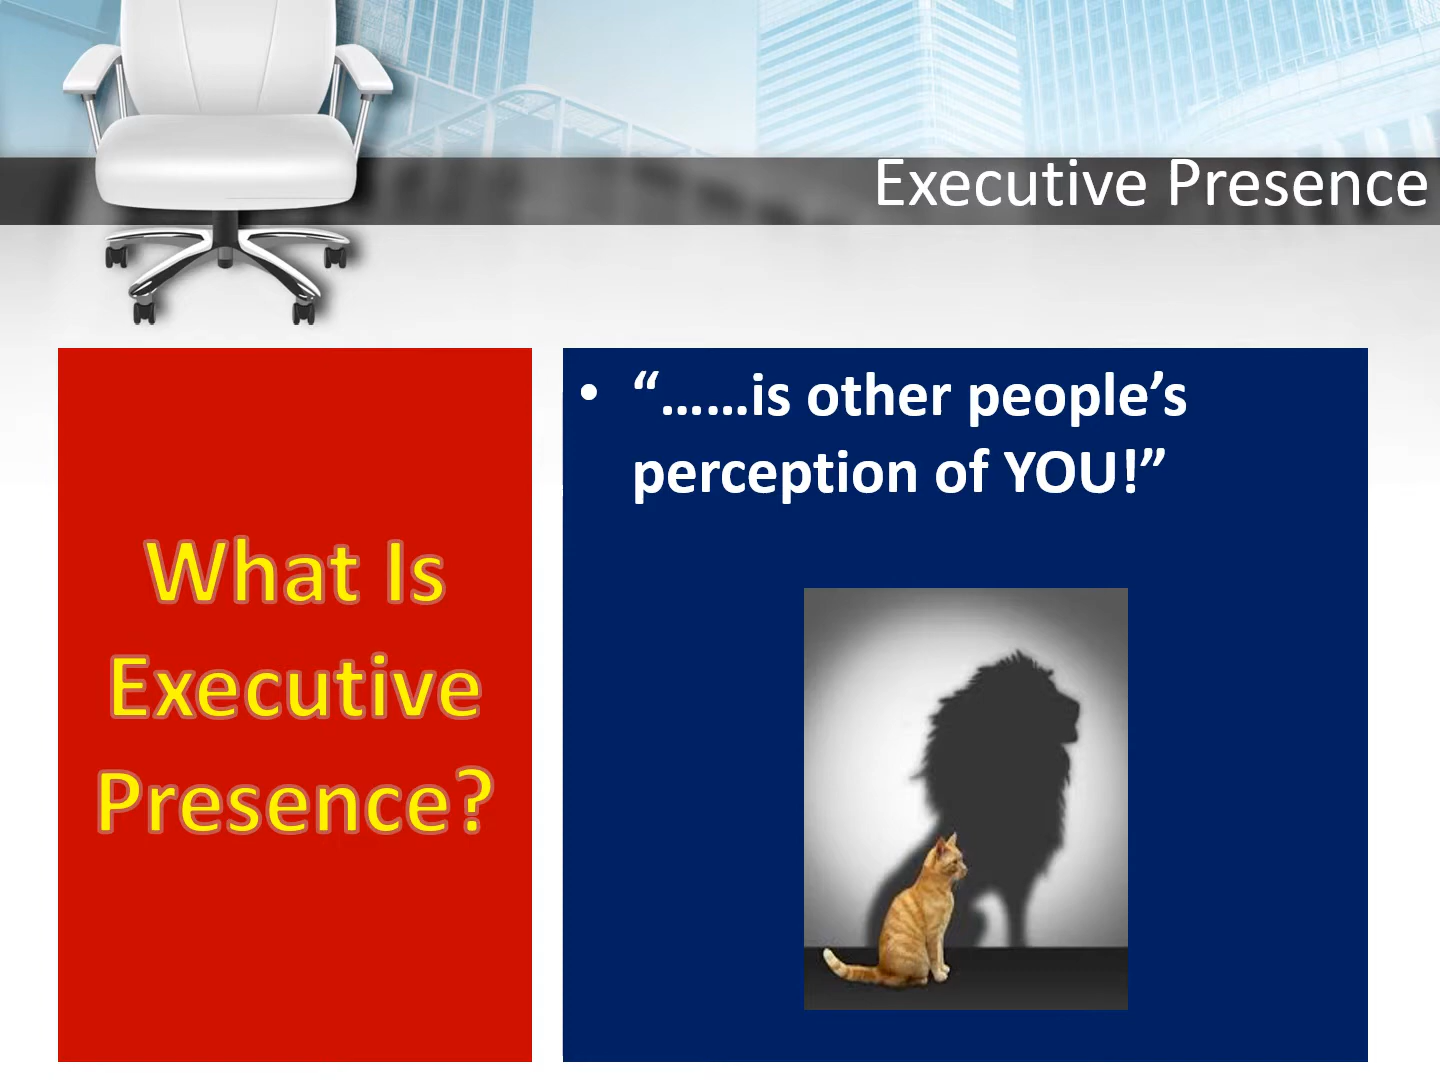 Executive Presence
What Is
Executive
Presence?
• “……is other people’s
perception of YOU!”